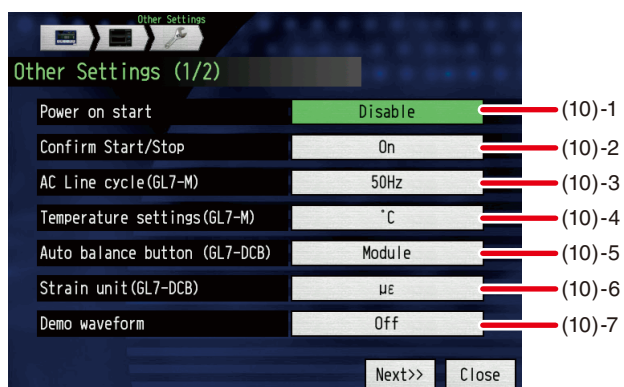 Other Settings
Other Settings (1/2)
Power on start Disable (10)-1
Confirm Start/Stop On (10)-2
AC Line cycle(GL7-M) 50Hz (10)-3
Temperature settings(GL7-M) °C (10)-4
Auto balance button (GL7-DCB) Module (10)-5
Strain unit(GL7-DCB) με (10)-6
Demo waveform Off (10)-7
Next>> Close